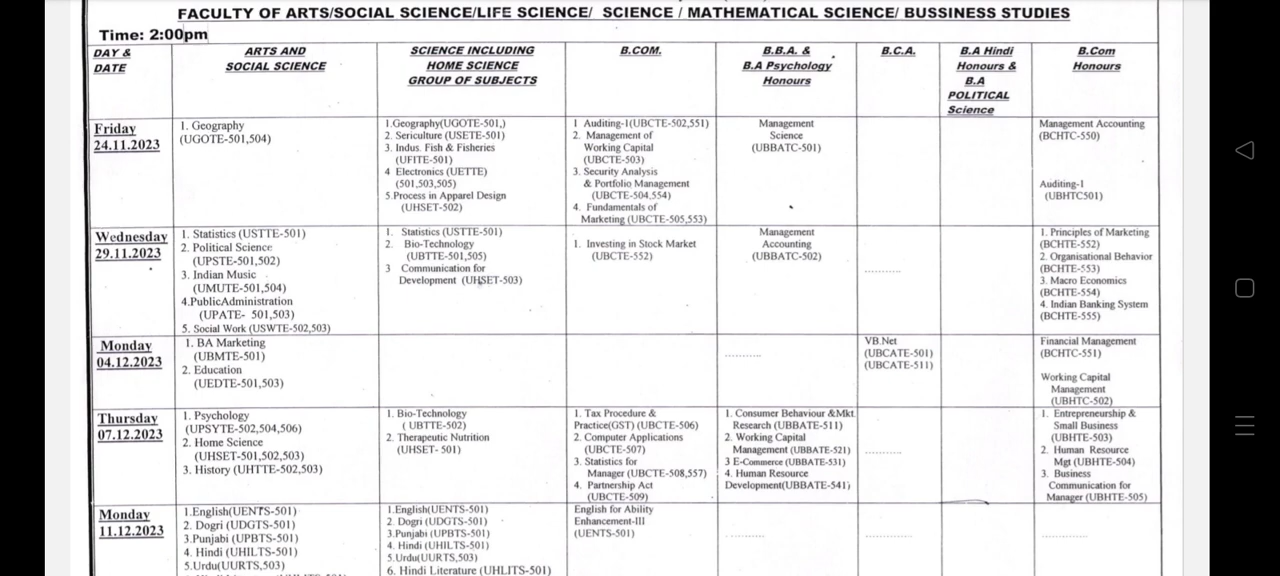 FACULTY OF ARTS/SOCIAL SCIENCE/LIFE SCIENCE/ SCIENCE / MATHEMATICAL SCIENCE/ BUSSINESS STUDIES
Time: 2:00pm
DAY &
DATE
ARTS AND
SOCIAL SCIENCE
SCIENCE INCLUDING
HOME SCIENCE
GROUP OF SUBJECTS
B.COM.
B.B.A. &
B.A Psychology
Honours
B.C.A.
B.A Hindi
Honours &
B.A
POLITICAL
Science
B.Com
Honours
Friday
24.11.2023
1. Geography
(UGOTE-501,504)
1.Geography(UGOTE-501,)
2. Sericulture (USETE-501)
3. Indus. Fish & Fisheries
(UFITE-501)
4 Electronics (UETTE)
(501,503,505)
5.Process in Apparel Design
(UHSET-502)
1 Auditing-I(UBCTE-502,551)
2. Management of
Working Capital
(UBCTE-503)
3. Security Analysis
& Portfolio Management
(UBCTE-504,554)
4. Fundamentals of
Marketing (UBCTE-505,553)
Management
Science
(UBBATC-501)
Management Accounting
(BCHTC-550)
Auditing-1
(UBHTC501)
Wednesday
29.11.2023
1. Statistics (USTTE-501)
2. Political Science
(UPSTE-501,502)
3. Indian Music
(UMUTE-501,504)
4.PublicAdministration
(UPATE- 501,503)
5. Social Work (USWTE-502,503)
1. Statistics (USTTE-501)
2. Bio-Technology
(UBTTE-501,505)
3 Communication for
Development (UHSET-503)
1. Investing in Stock Market
(UBCTE-552)
Management
Accounting
(UBBATC-502)
...........
1. Principles of Marketing
(BCHTE-552)
2. Organisational Behavior
(BCHTE-553)
3. Macro Economics
(BCHTE-554)
4. Indian Banking System
(BCHTE-555)
Monday
04.12.2023
1. BA Marketing
(UBMTE-501)
2. Education
(UEDTE-501,503)
...........
VB.Net
(UBCATE-501)
(UBCATE-511)
Financial Management
(BCHTC-551)
Working Capital
Management
(UBHTC-502)
Thursday
07.12.2023
1. Psychology
(UPSYTE-502,504,506)
2. Home Science
(UHSET-501,502,503)
3. History (UHTTE-502,503)
1. Bio-Technology
( UBTTE-502)
2. Therapeutic Nutrition
(UHSET- 501)
1. Tax Procedure &
Practice(GST) (UBCTE-506)
2. Computer Applications
(UBCTE-507)
3. Statistics for
Manager (UBCTE-508,557)
4. Partnership Act
(UBCTE-509)
1. Consumer Behaviour &Mkt.
Research (UBBATE-511)
2. Working Capital
Management (UBBATE-521)
3 E-Commerce (UBBATE-531)
4. Human Resource
Development(UBBATE-541)
...........
1. Entrepreneurship &
Small Business
(UBHTE-503)
2. Human Resource
Mgt (UBHTE-504)
3. Business
Communication for
Manager (UBHTE-505)
Monday
11.12.2023
1.English(UENTS-501)
2. Dogri (UDGTS-501)
3.Punjabi (UPBTS-501)
4. Hindi (UHILTS-501)
5.Urdu(UURTS,503)
1.English(UENTS-501)
2. Dogri (UDGTS-501)
3.Punjabi (UPBTS-501)
4. Hindi (UHILTS-501)
5.Urdu(UURTS,503)
6. Hindi Literature (UHLITS-501)
English for Ability
Enhancement-III
(UENTS-501)
...........
...........
.............